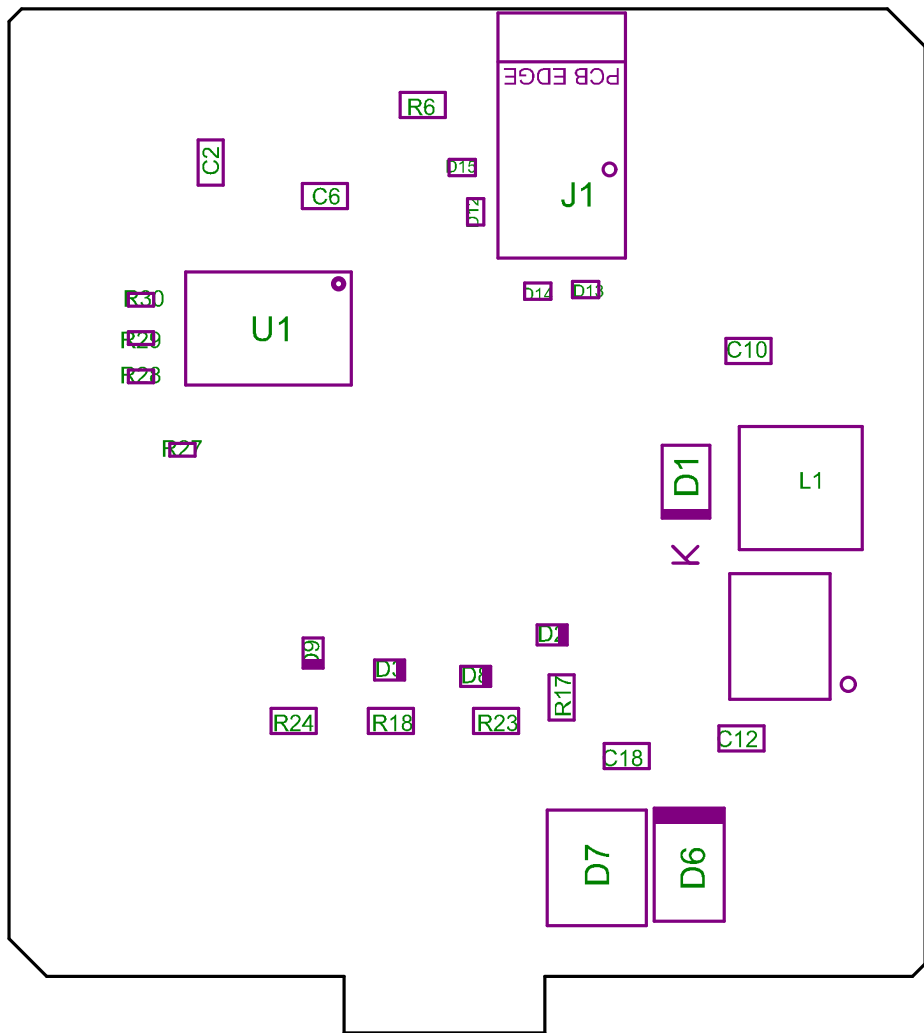 PCB EDGE
R6
C2
D15
C6
J1
D12
R30
D14
D13
U1
R29
C10
R28
R27
D1
L1
K
D2
D9
D3
D8
R17
R24
R18
R23
C12
C18
D7
D6